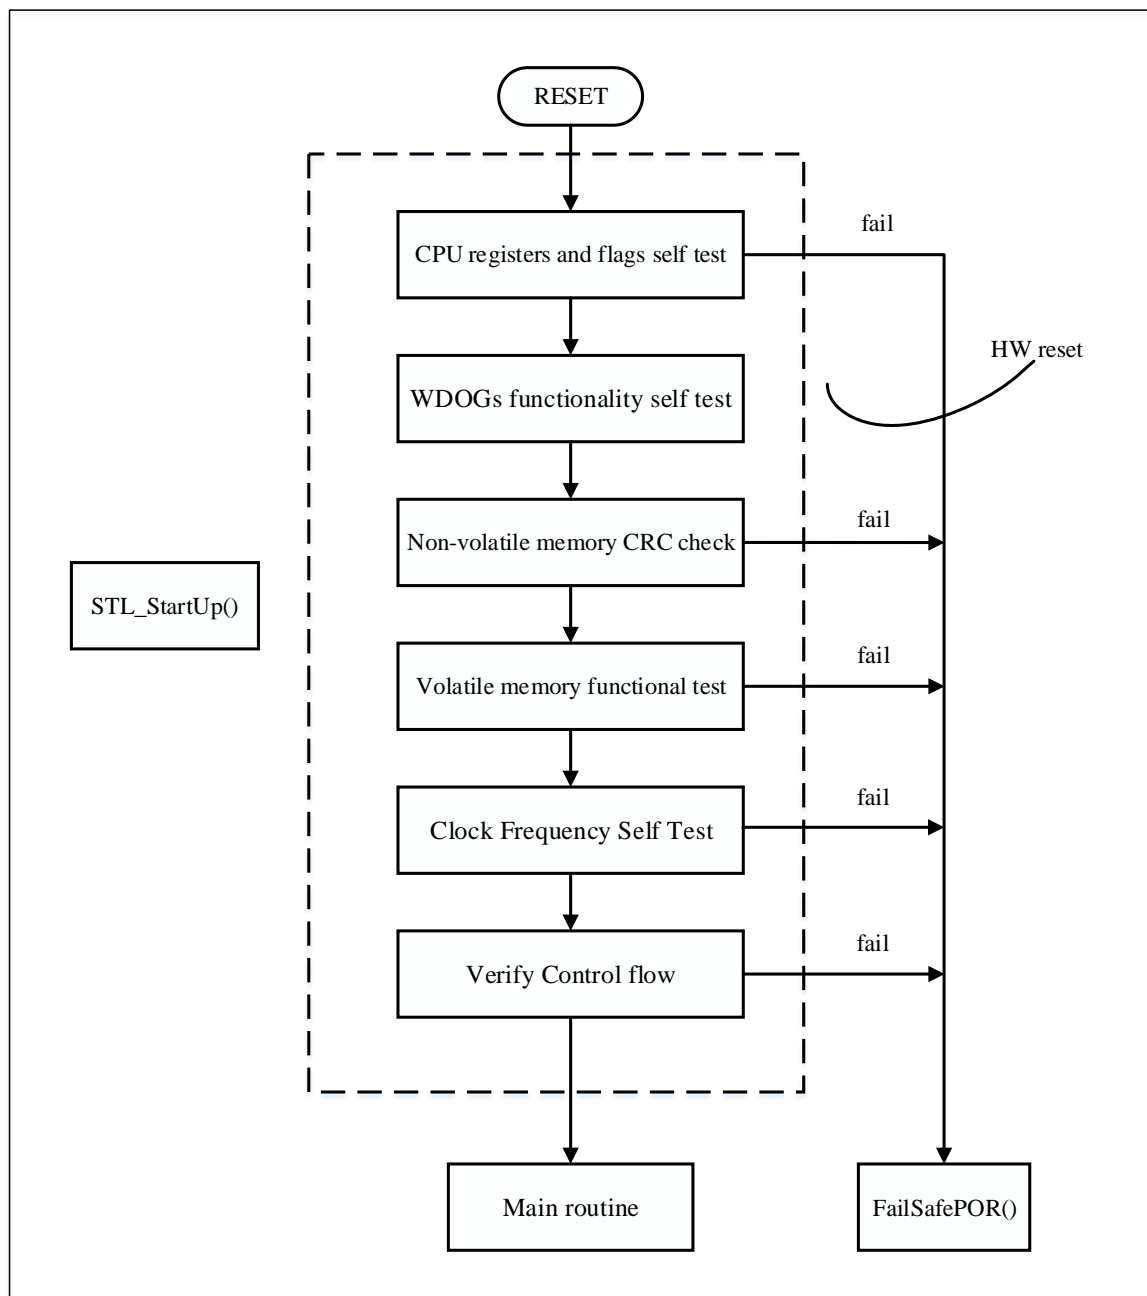 RESET
CPU registers and flags self test
fail
HW reset
WDOGs functionality self test
Non-volatile memory CRC check
fail
STL_StartUp()
Volatile memory functional test
fail
Clock Frequency Self Test
fail
Verify Control flow
fail
Main routine
FailSafePOR()